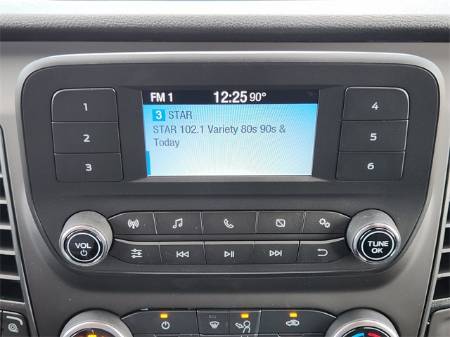 FM 1 12:25 90°
3 STAR
STAR 102.1 Variety 80s 90s &
Today
1
2
3
4
5
6
VOL
TUNE
OK